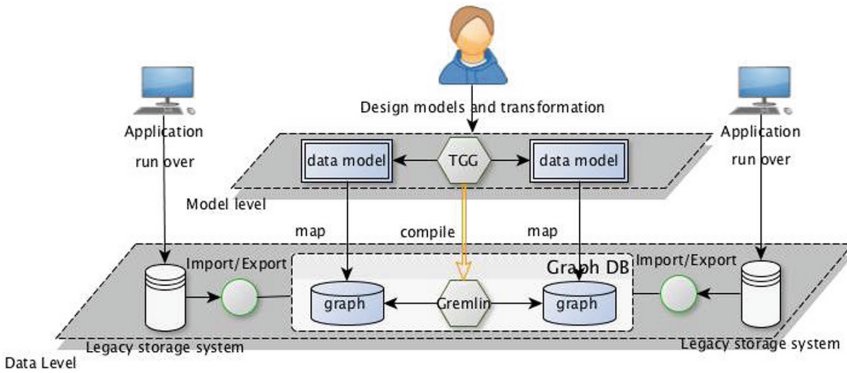 Design models and transformation
Application
run over
Application
run over
data model
TGG
data model
Model level
map
compile
map
Import/Export
Graph DB
Import/Export
graph
Gremlin
graph
Legacy storage system
Legacy storage system
Data Level